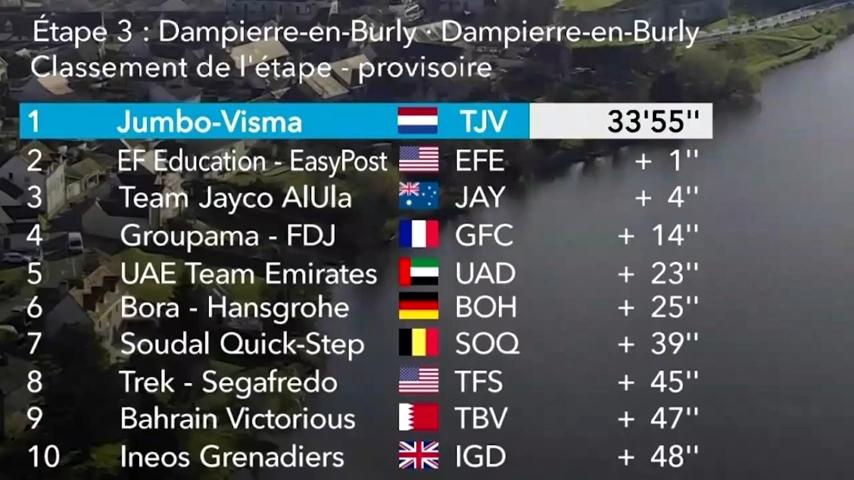 Étape 3 : Dampierre-en-Burly · Dampierre-en-Burly
Classement de l'étape - provisoire
1 Jumbo-Visma TJV 33'55''
2 EF Education - EasyPost EFE + 1''
3 Team Jayco AlUla JAY + 4''
4 Groupama - FDJ GFC + 14''
5 UAE Team Emirates UAD + 23''
6 Bora - Hansgrohe BOH + 25''
7 Soudal Quick-Step SOQ + 39''
8 Trek - Segafredo TFS + 45''
9 Bahrain Victorious TBV + 47''
10 Ineos Grenadiers IGD + 48''